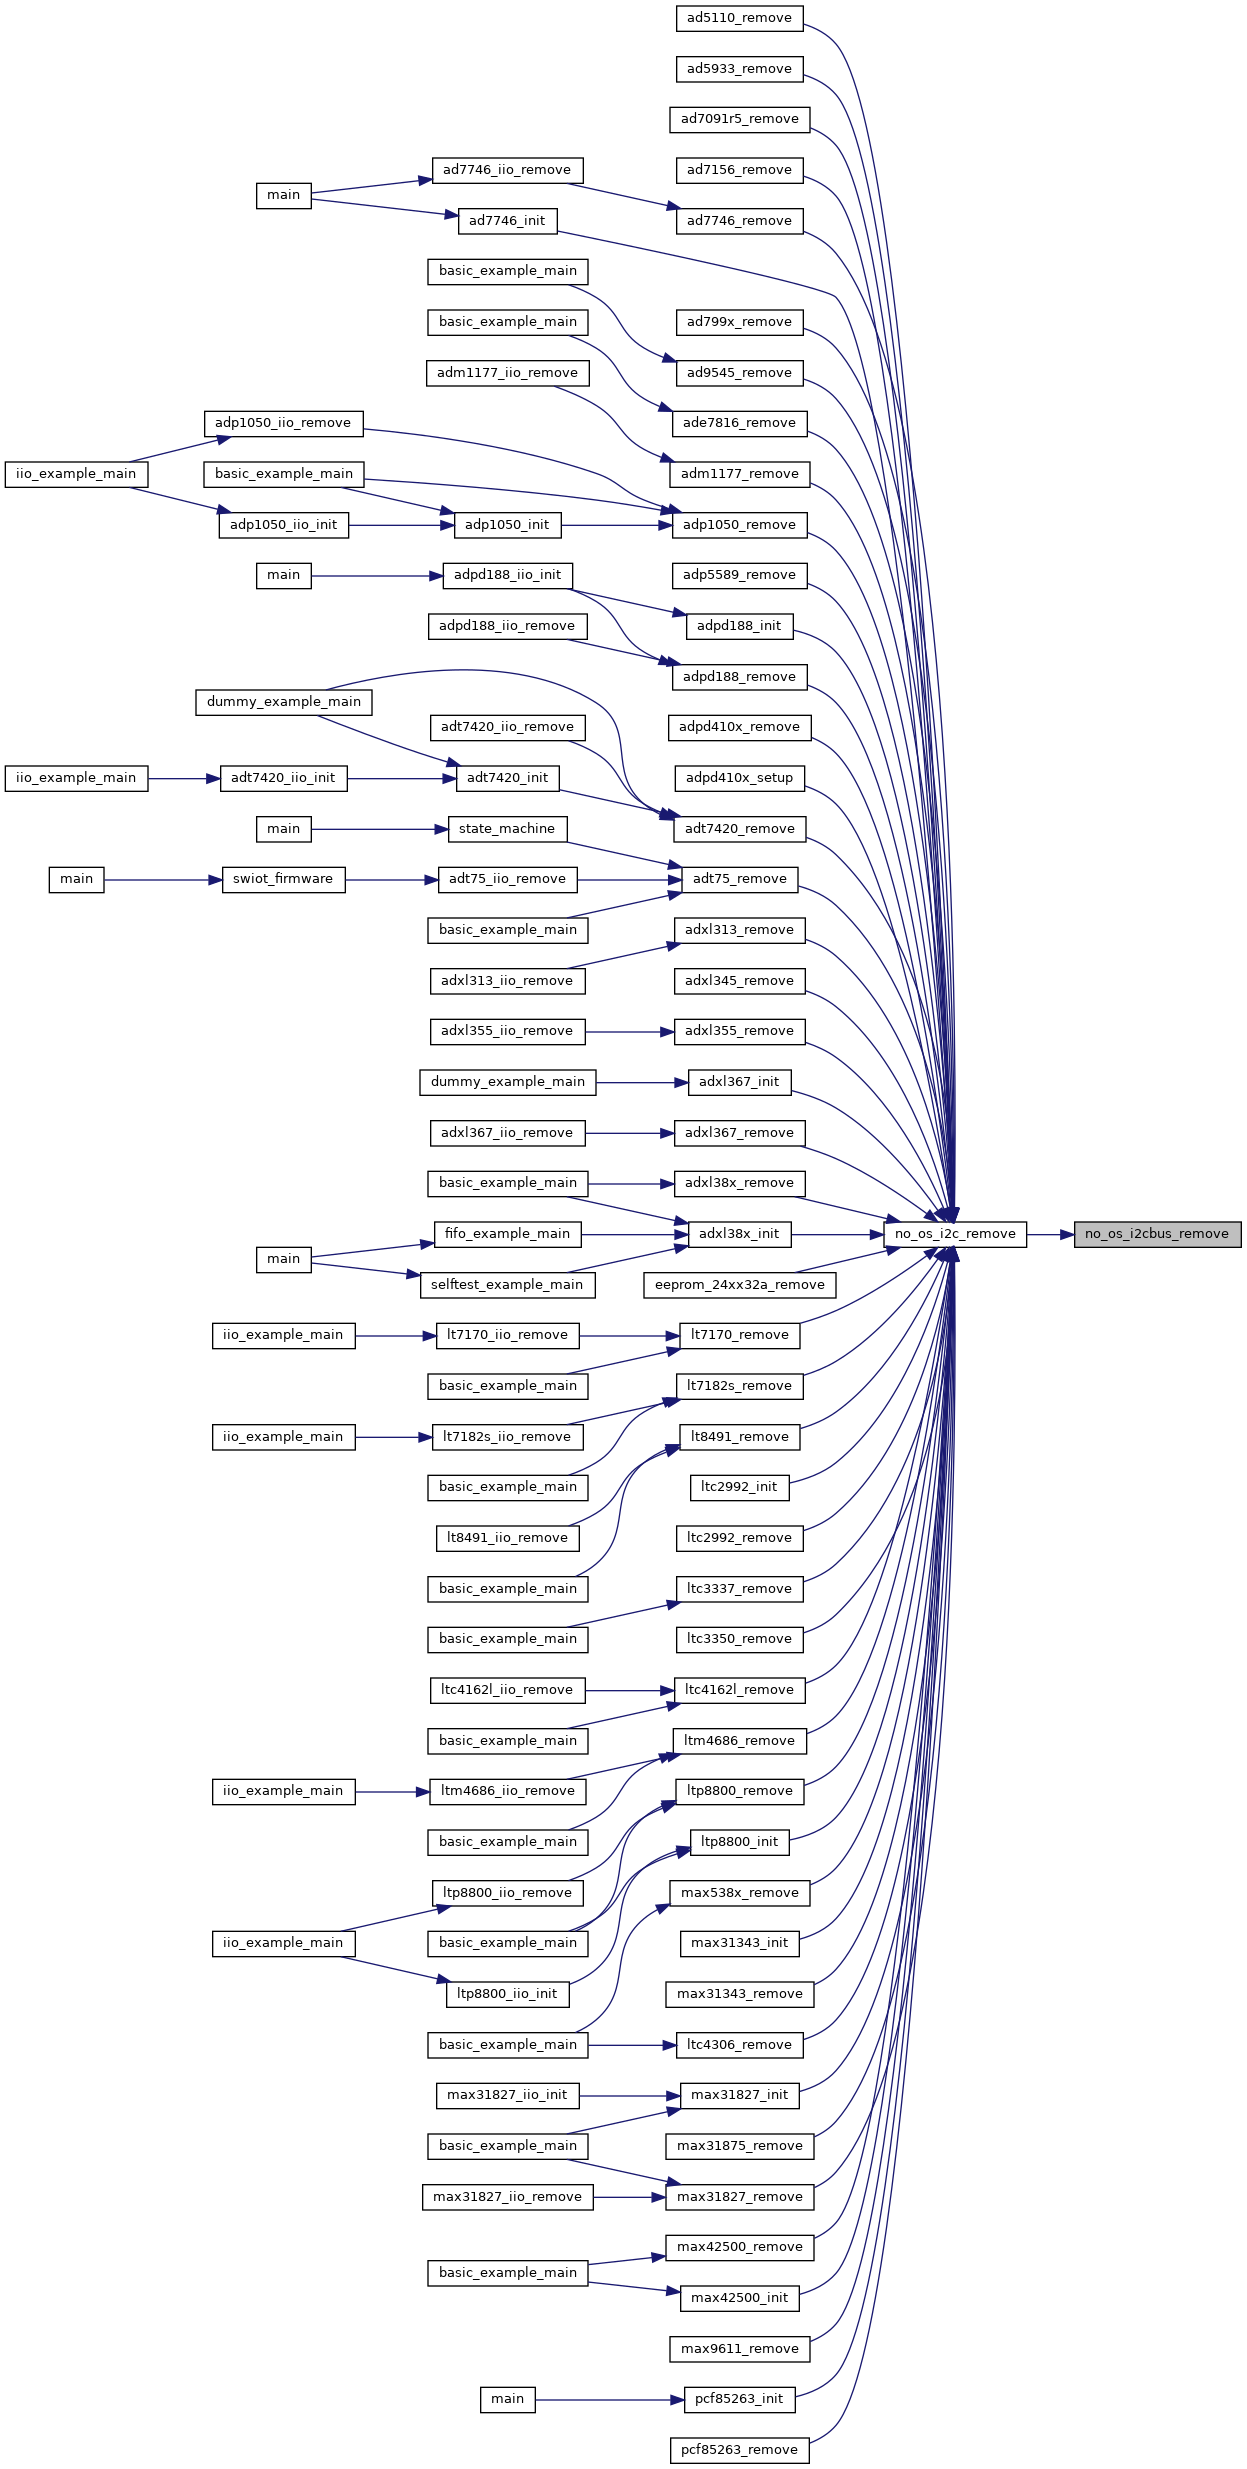 ad5110_remove
ad5933_remove
ad7091r5_remove
ad7746_iio_remove
ad7156_remove
main
ad7746_init
ad7746_remove
basic_example_main
basic_example_main
ad799x_remove
adm1177_iio_remove
ad9545_remove
adp1050_iio_remove
ade7816_remove
iio_example_main
basic_example_main
adm1177_remove
adp1050_iio_init
adp1050_init
adp1050_remove
main
adpd188_iio_init
adp5589_remove
adpd188_iio_remove
adpd188_init
adpd188_remove
dummy_example_main
adt7420_iio_remove
adpd410x_remove
iio_example_main
adt7420_iio_init
adt7420_init
adpd410x_setup
main
state_machine
adt7420_remove
main
swiot_firmware
adt75_iio_remove
adt75_remove
basic_example_main
adxl313_remove
adxl313_iio_remove
adxl345_remove
adxl355_iio_remove
adxl355_remove
dummy_example_main
adxl367_init
adxl367_iio_remove
adxl367_remove
basic_example_main
adxl38x_remove
fifo_example_main
adxl38x_init
no_os_i2c_remove
no_os_i2cbus_remove
main
selftest_example_main
eeprom_24xx32a_remove
iio_example_main
lt7170_iio_remove
lt7170_remove
basic_example_main
lt7182s_remove
iio_example_main
lt7182s_iio_remove
lt8491_remove
basic_example_main
ltc2992_init
lt8491_iio_remove
ltc2992_remove
basic_example_main
ltc3337_remove
basic_example_main
ltc3350_remove
ltc4162l_iio_remove
ltc4162l_remove
basic_example_main
ltm4686_remove
iio_example_main
ltm4686_iio_remove
ltp8800_remove
basic_example_main
ltp8800_init
ltp8800_iio_remove
max538x_remove
iio_example_main
basic_example_main
max31343_init
ltp8800_iio_init
max31343_remove
basic_example_main
ltc4306_remove
max31827_iio_init
max31827_init
basic_example_main
max31875_remove
max31827_iio_remove
max31827_remove
max42500_remove
basic_example_main
max42500_init
max9611_remove
main
pcf85263_init
pcf85263_remove